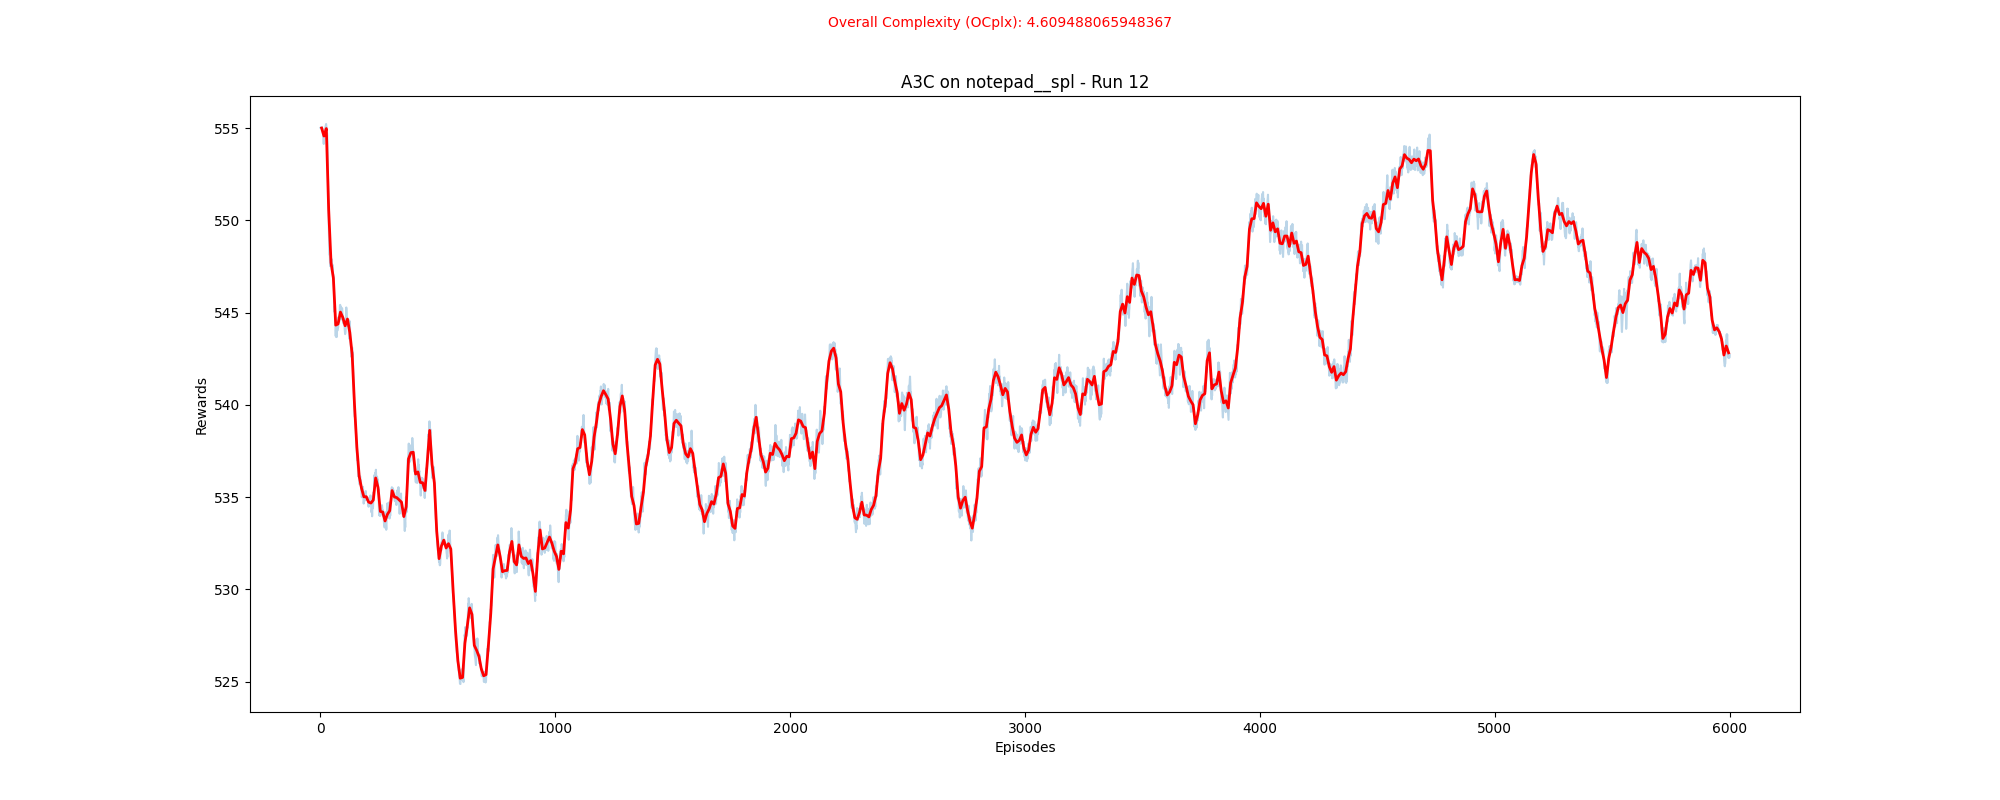 Overall Complexity (OCplx): 4.609488065948367
A3C on notepad__spl - Run 12
555
550
545
540
535
530
525
Rewards
0 1000 2000 3000 4000 5000 6000
Episodes